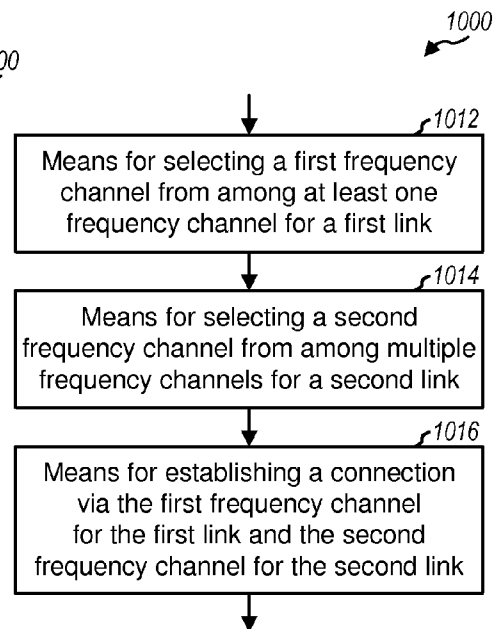 1000
00
1012
Means for selecting a first frequency
channel from among at least one
frequency channel for a first link
1014
Means for selecting a second
frequency channel from among multiple
frequency channels for a second link
1016
Means for establishing a connection
via the first frequency channel
for the first link and the second
frequency channel for the second link